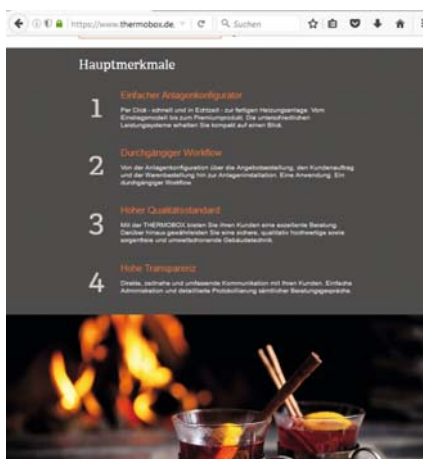 https://www.thermobox.de.
Suchen
Hauptmerkmale
1
Einfacher Anlagenkonfigurator
Per Click - schnell und in Echtzeit - zur fertigen Heizungsanlage. Vom
Einstiegsmodell bis zum Premiumprodukt. Die unterschiedlichen
Leistungssysteme erhalten Sie kompakt auf einen Blick.
2
Durchgängiger Workflow
Von der Anlagenkonfiguration über die Angebotsstellung, den Kundenauftrag
und der Warenbestellung hin zur Anlageninstallation. Eine Anwendung. Ein
durchgängiger Workflow.
3
Hoher Qualitätsstandard
Mit der THERMOBOX bieten Sie ihren Kunden eine exzellente Beratung.
Darüber hinaus gewährleisten Sie eine sichere, qualitativ hochwertige sowie
sorgenfreie und umweltschonende Gebäudetechnik.
4
Hohe Transparenz
Direkte, zeitnahe und umfassende Kommunikation mit Ihren Kunden. Einfache
Administration und detaillierte Protokollierung sämtlicher Beratungsgespräche.